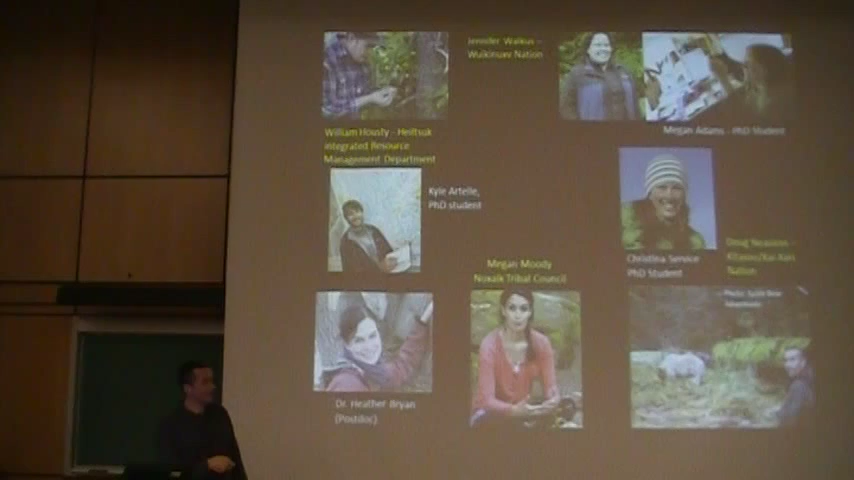 Jennifer Walkus –
Wuikinuxv Nation
William Housty - Heiltsuk
Integrated Resource
Management Department
Megan Adams - PhD Student
Kyle Artelle,
PhD student
Christina Service
PhD Student
Doug Neasloss –
Kitasoo/Xai-Xais
Nation
Megan Moody
Nuxalk Tribal Council
Photo:
Dr. Heather Bryan
(Postdoc)